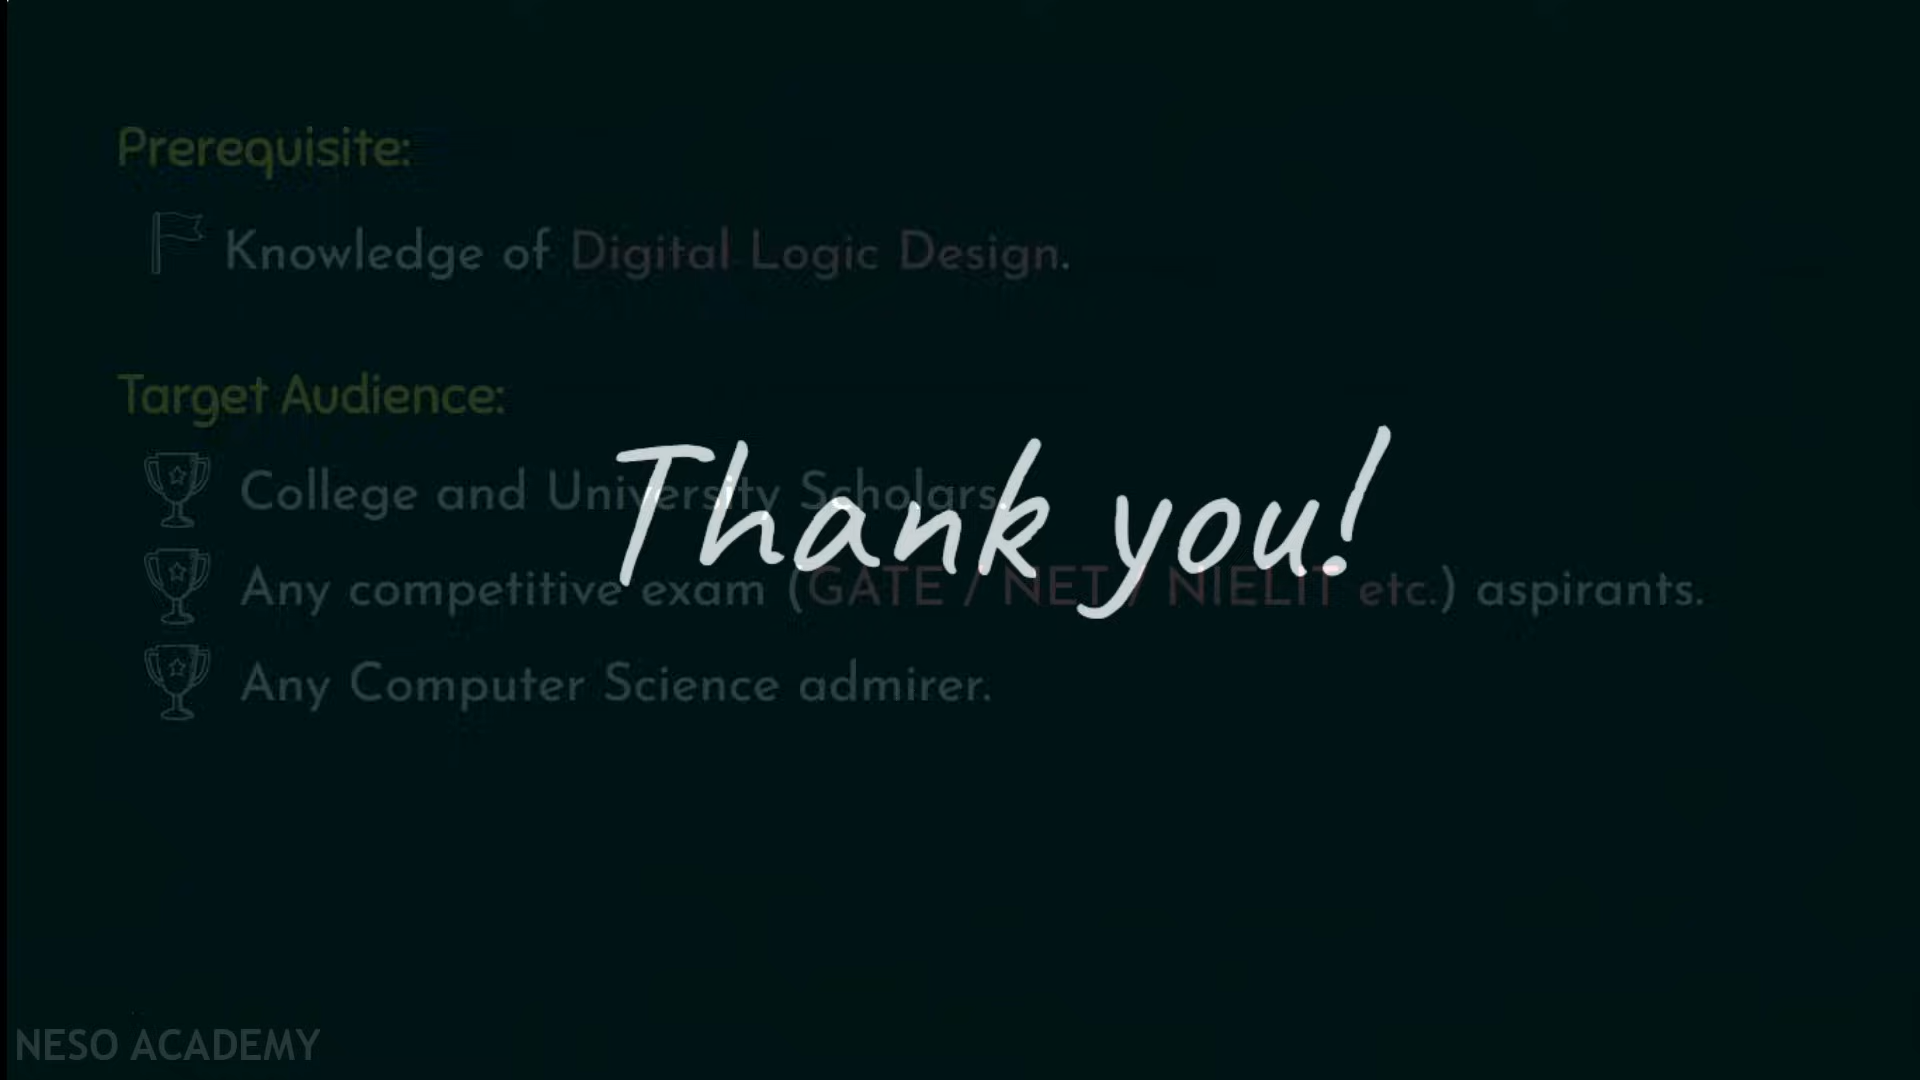 Prerequisite:
Knowledge of Digital Logic Design.
Target Audience:
College and University Scholars.
Thank you!
Any competitive exam (GATE / NET / NIELIT etc.) aspirants.
Any Computer Science admirer.
NESO ACADEMY